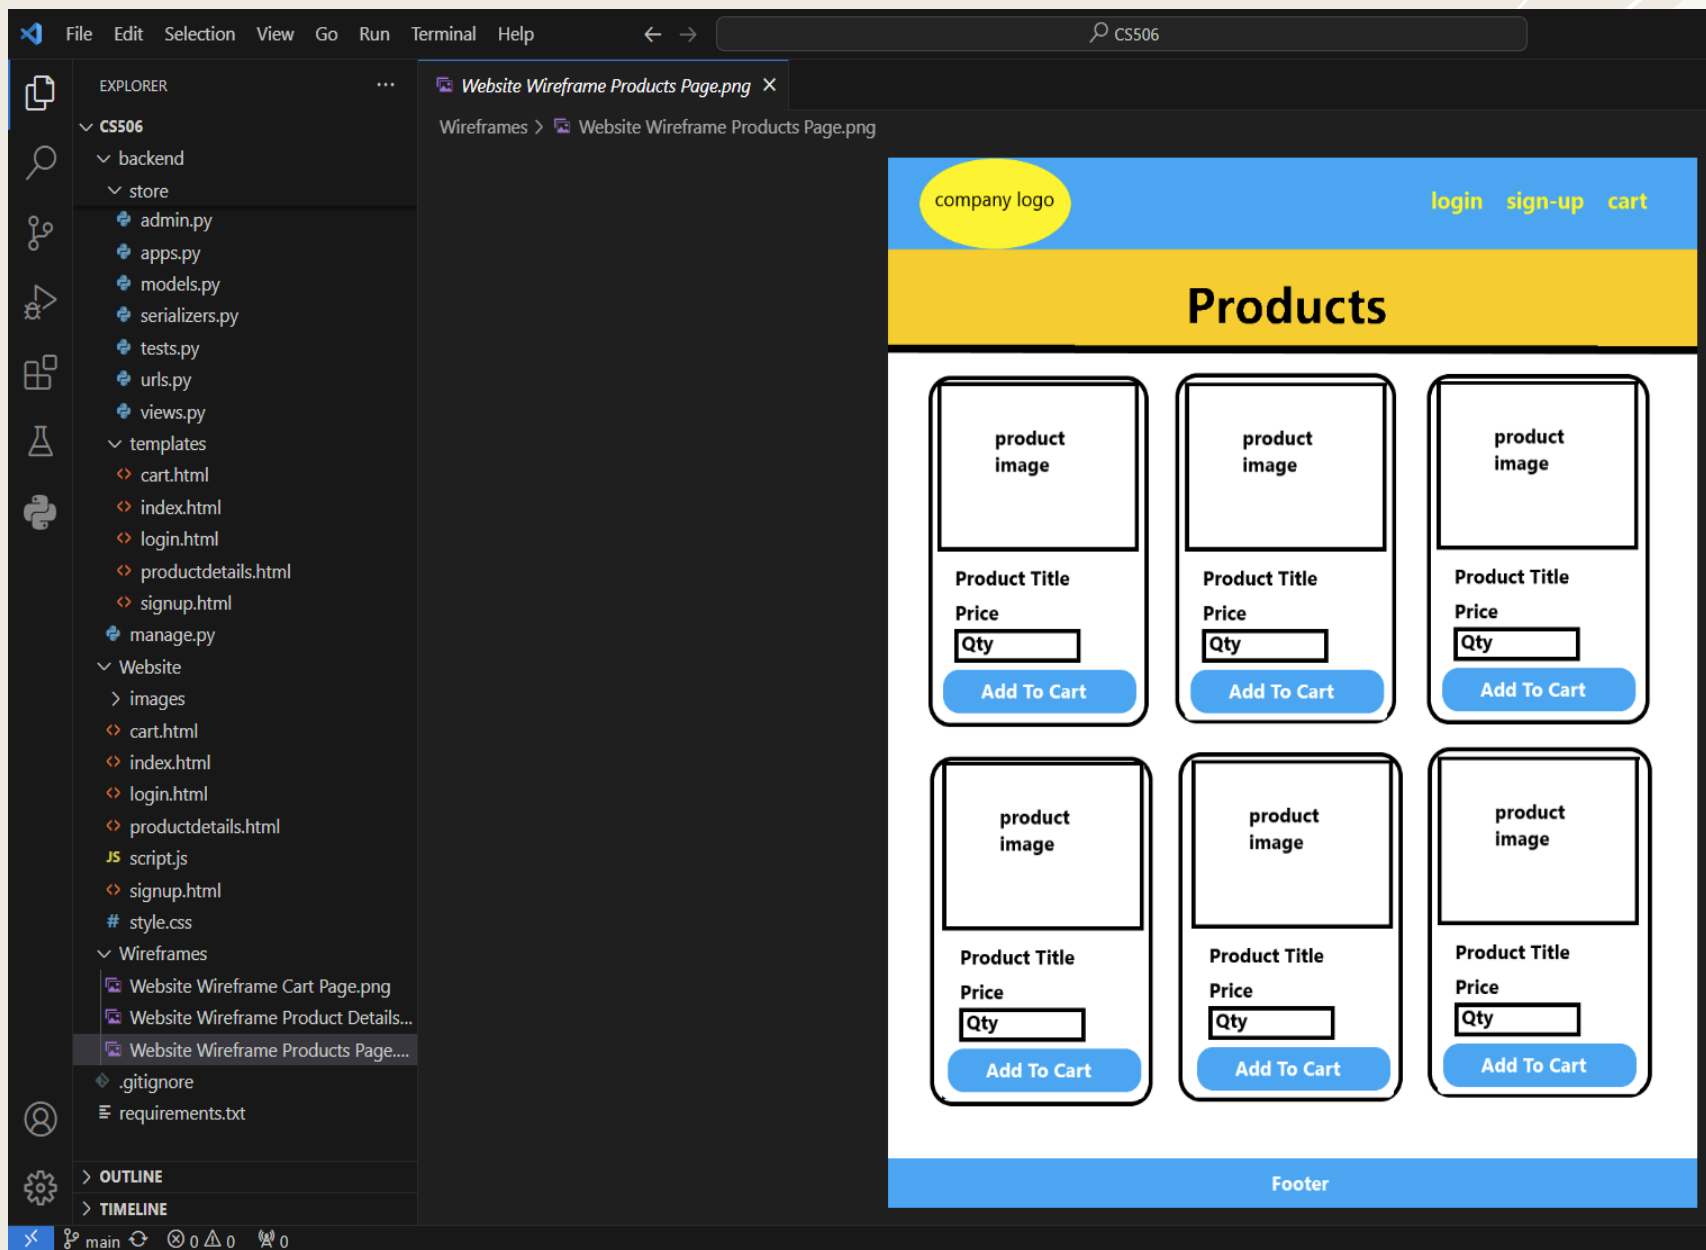 File Edit Selection View Go Run Terminal Help
CS506
EXPLORER
CS506
backend
store
admin.py
apps.py
models.py
serializers.py
tests.py
urls.py
views.py
templates
cart.html
index.html
login.html
productdetails.html
signup.html
manage.py
Website
images
cart.html
index.html
login.html
productdetails.html
JS script.js
signup.html
# style.css
Wireframes
Website Wireframe Cart Page.png
Website Wireframe Product Details...
Website Wireframe Products Page....
.gitignore
requirements.txt
OUTLINE
TIMELINE
main 0 0 0
Website Wireframe Products Page.png
Wireframes > Website Wireframe Products Page.png
company logo
login sign-up cart
Products
product
image
Product Title
Price
Qty
Add To Cart
product
image
Product Title
Price
Qty
Add To Cart
product
image
Product Title
Price
Qty
Add To Cart
product
image
Product Title
Price
Qty
Add To Cart
product
image
Product Title
Price
Qty
Add To Cart
product
image
Product Title
Price
Qty
Add To Cart
Footer